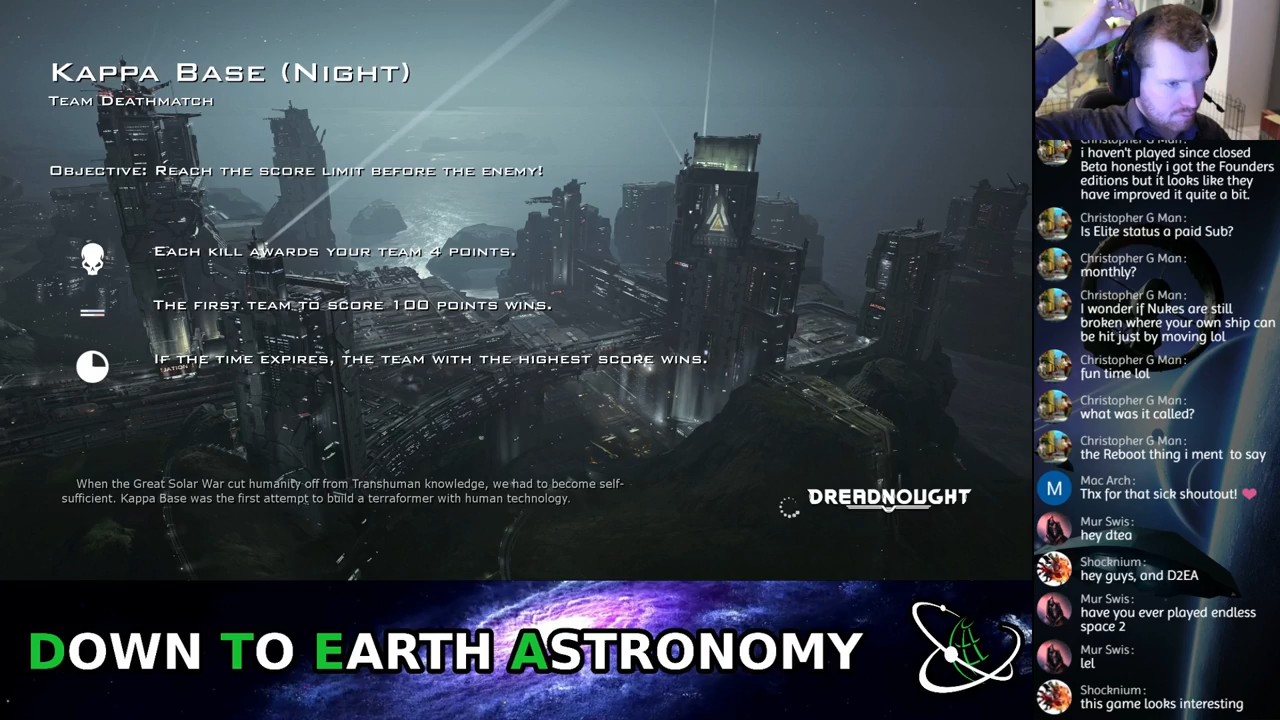 Kappa Base (Night)
Team Deathmatch
Objective: Reach the score limit before the enemy!
Each kill awards your team 4 points.
The first team to score 100 points wins.
If the time expires, the team with the highest score wins.
When the Great Solar War cut humanity off from Transhuman knowledge, we had to become self-
sufficient. Kappa Base was the first attempt to build a terraformer with human technology.
DREADNOUGHT
DOWN TO EARTH ASTRONOMY
Christopher G Man:
i haven't played since closed
Beta honestly i got the Founders
editions but it looks like they
have improved it quite a bit.
Christopher G Man:
Is Elite status a paid Sub?
Christopher G Man:
monthly?
Christopher G Man:
I wonder if Nukes are still
broken where your own ship can
be hit just by moving lol
Christopher G Man:
fun time lol
Christopher G Man:
what was it called?
Christopher G Man:
the Reboot thing i ment to say
M
Mac Arch:
Thx for that sick shoutout! ❤
Mur Swis:
hey dtea
Shocknium:
hey guys, and D2EA
Mur Swis:
have you ever played endless
space 2
Mur Swis:
lel
Shocknium:
this game looks interesting